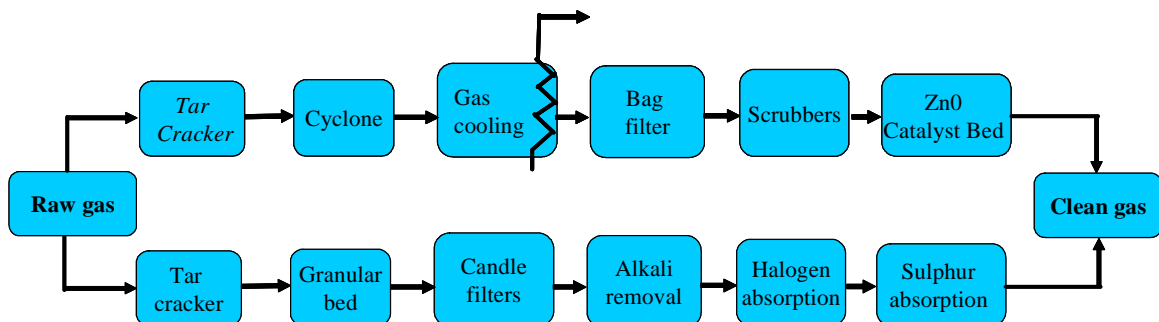 Tar
Cracker
Cyclone
Gas
cooling
Bag
filter
Scrubbers
Zn0
Catalyst Bed
Raw gas
Clean gas
Tar
cracker
Granular
bed
Candle
filters
Alkali
removal
Halogen
absorption
Sulphur
absorption